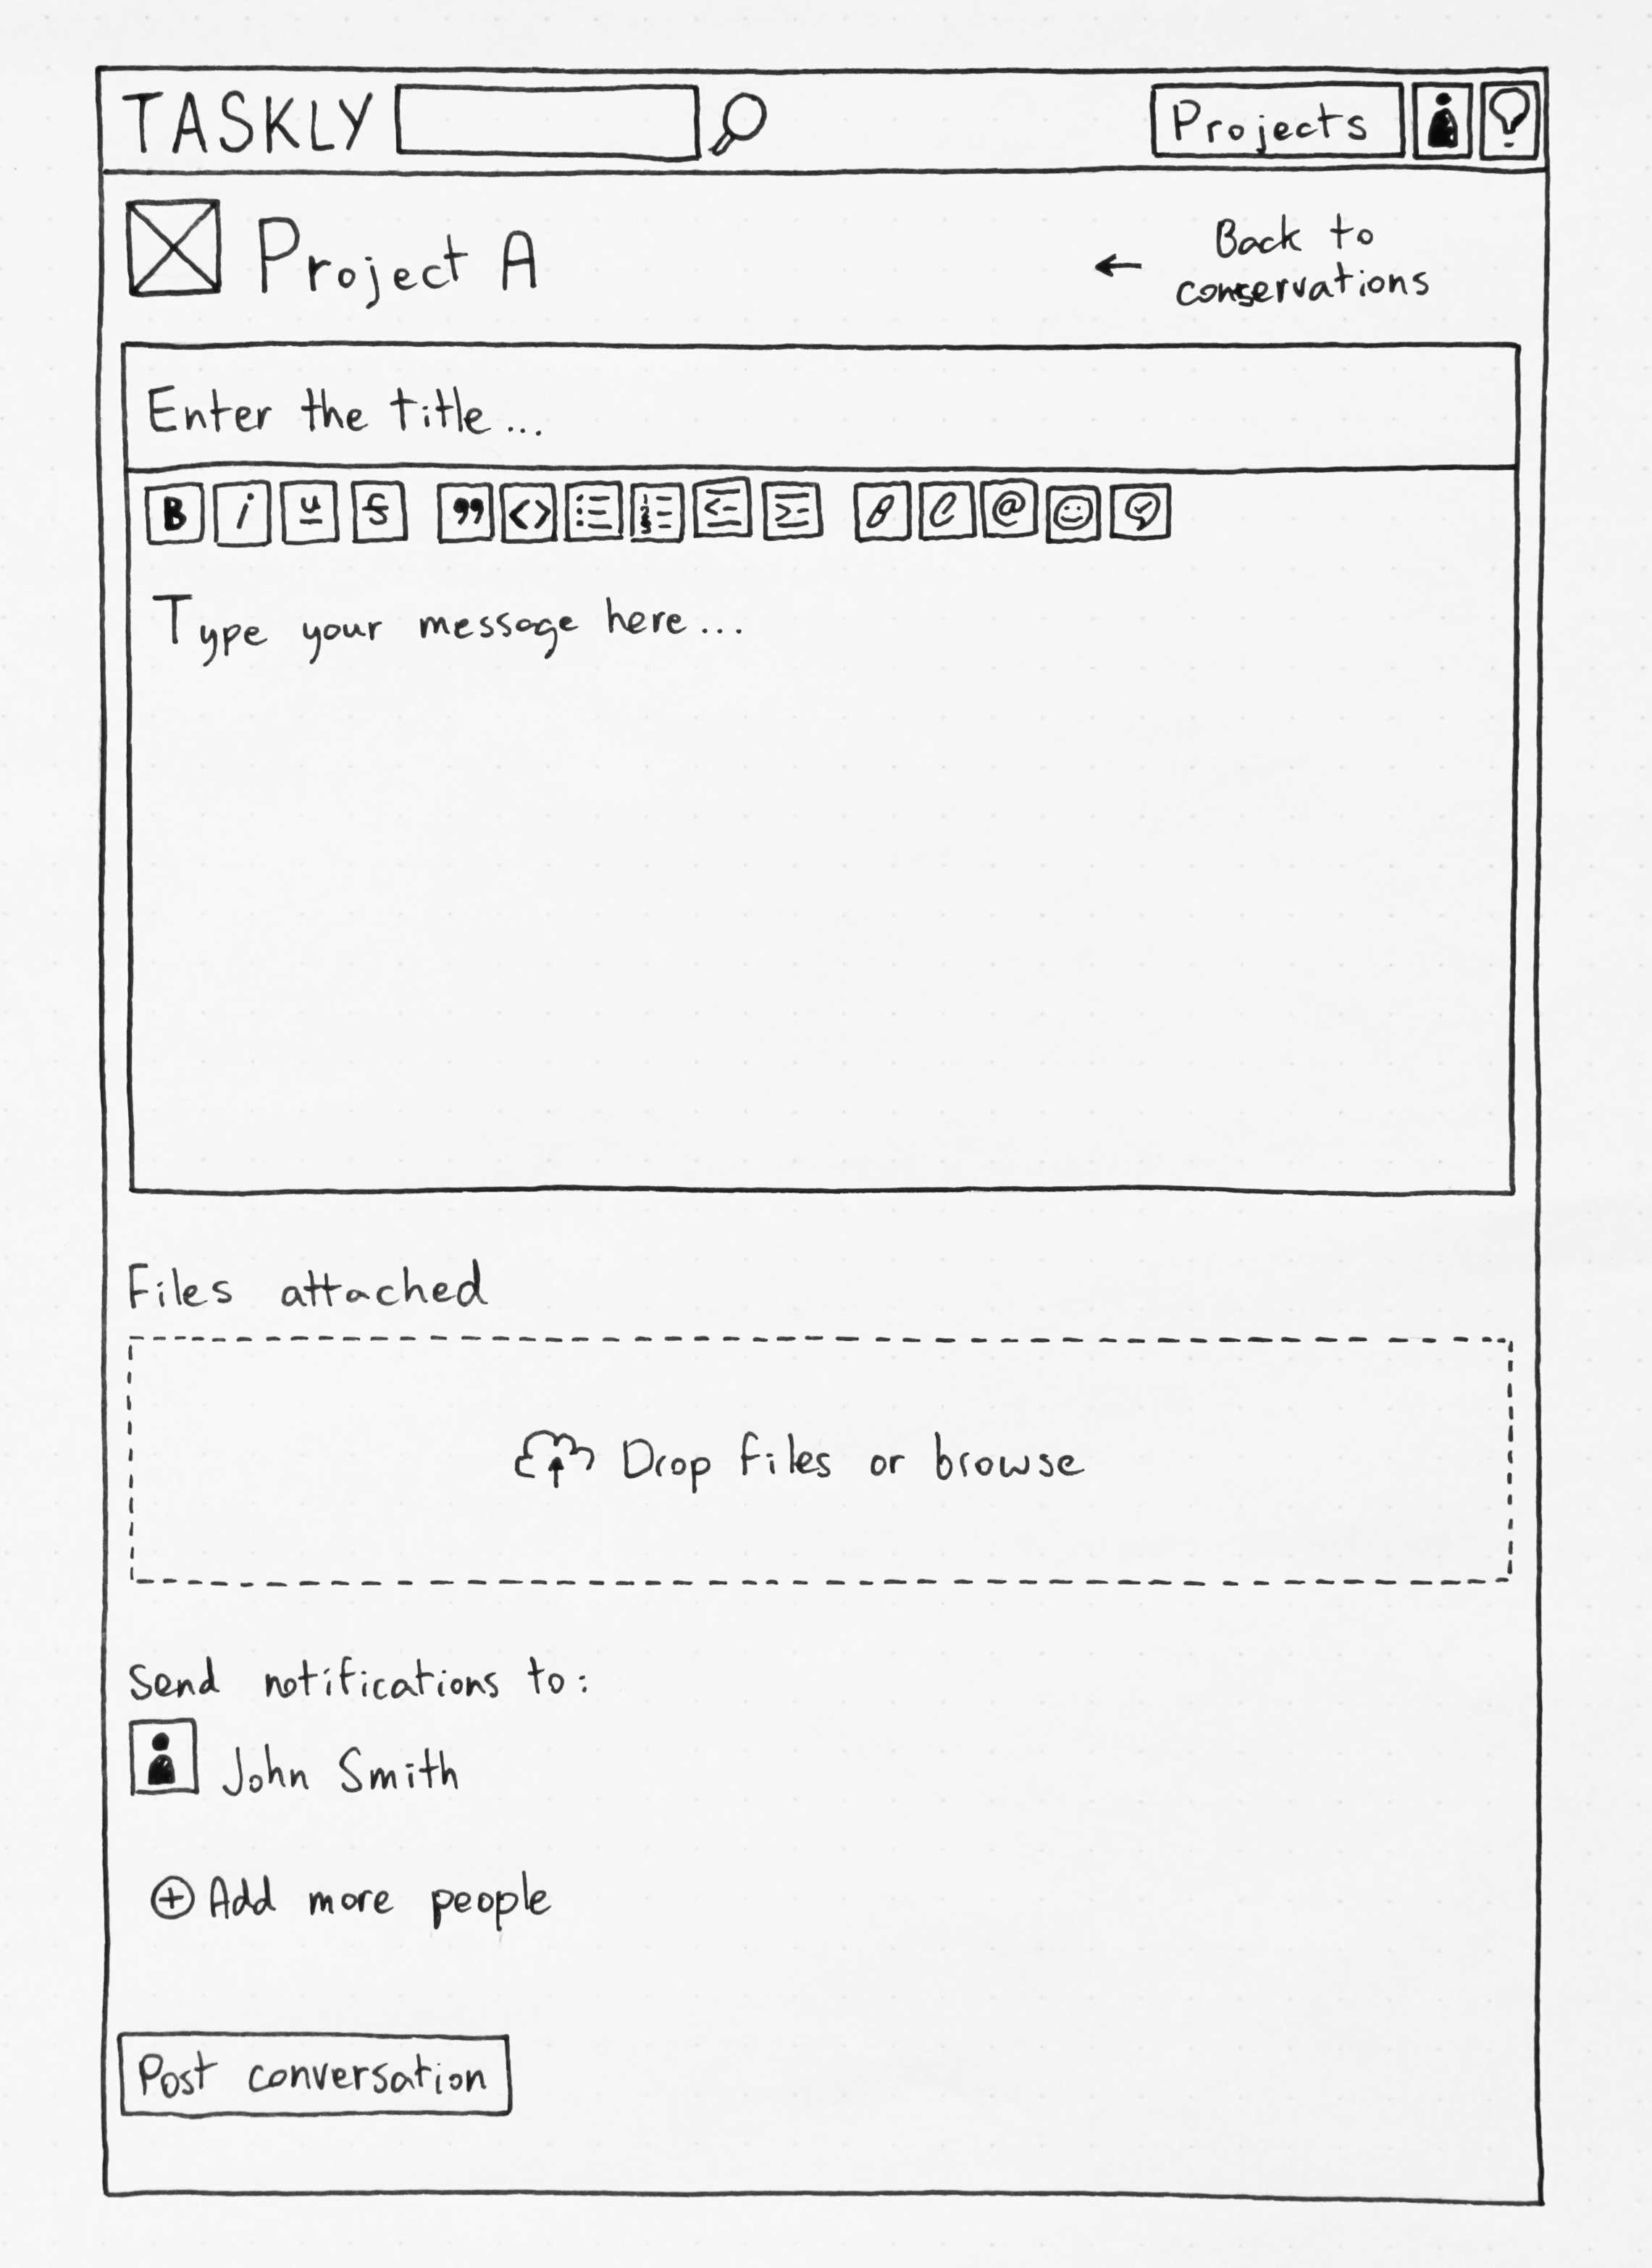 TASKLY
Projects
Project A
← Back to
conservations
Enter the title...
B i U S " <> @
Type your message here...
Files attached
Drop files or browse
Send notifications to:
John Smith
+ Add more people
Post conversation